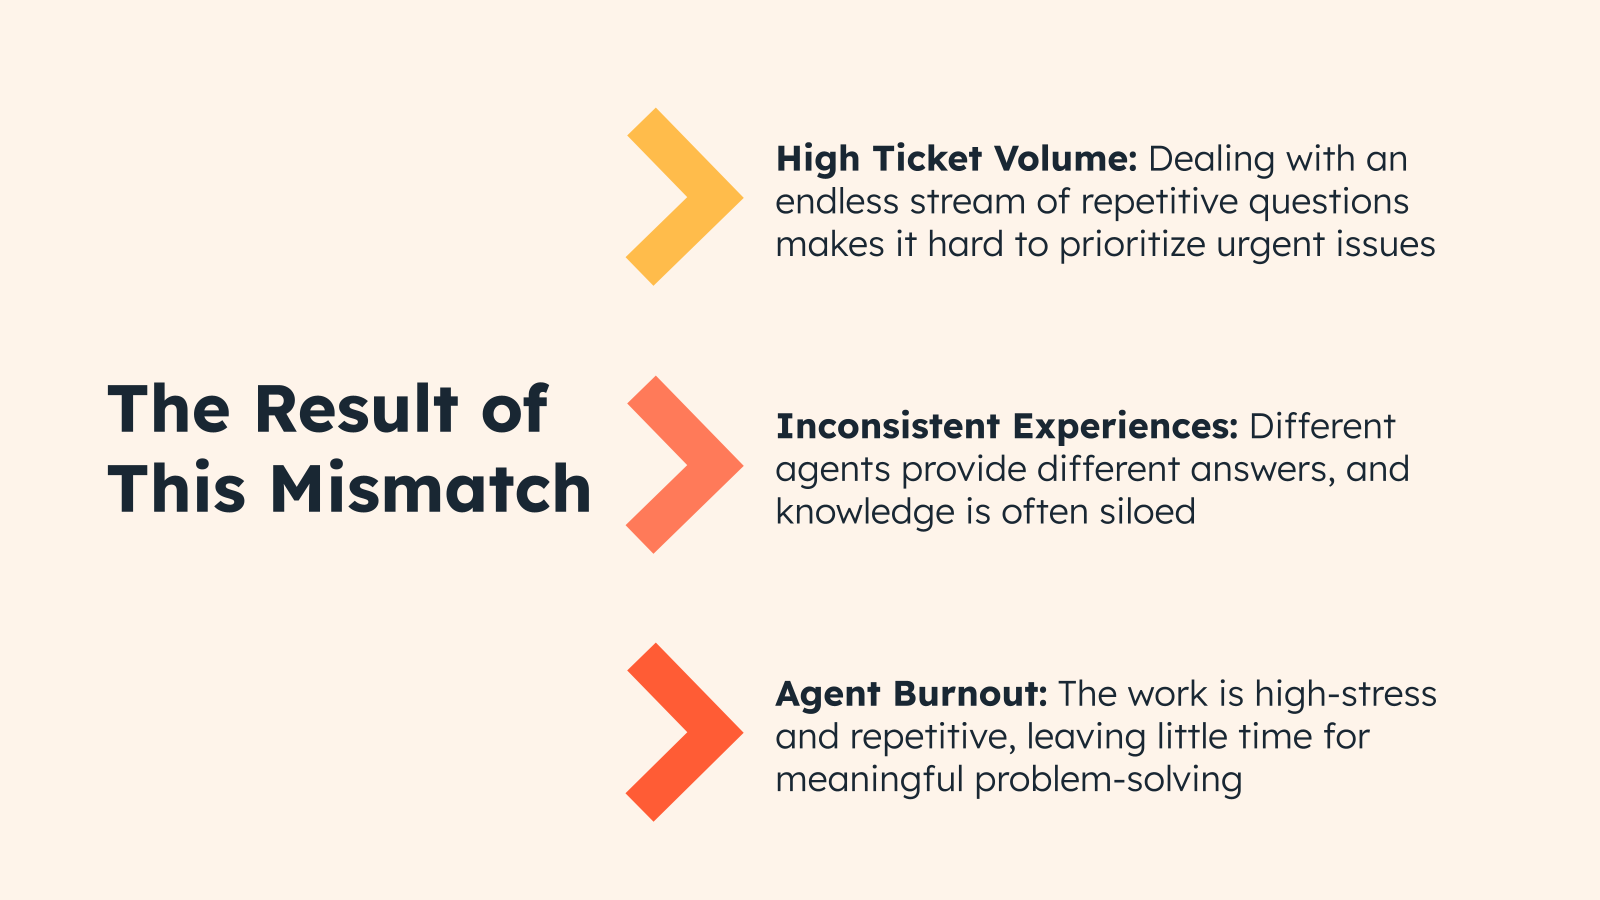 The Result of
This Mismatch
High Ticket Volume: Dealing with an
endless stream of repetitive questions
makes it hard to prioritize urgent issues
Inconsistent Experiences: Different
agents provide different answers, and
knowledge is often siloed
Agent Burnout: The work is high-stress
and repetitive, leaving little time for
meaningful problem-solving